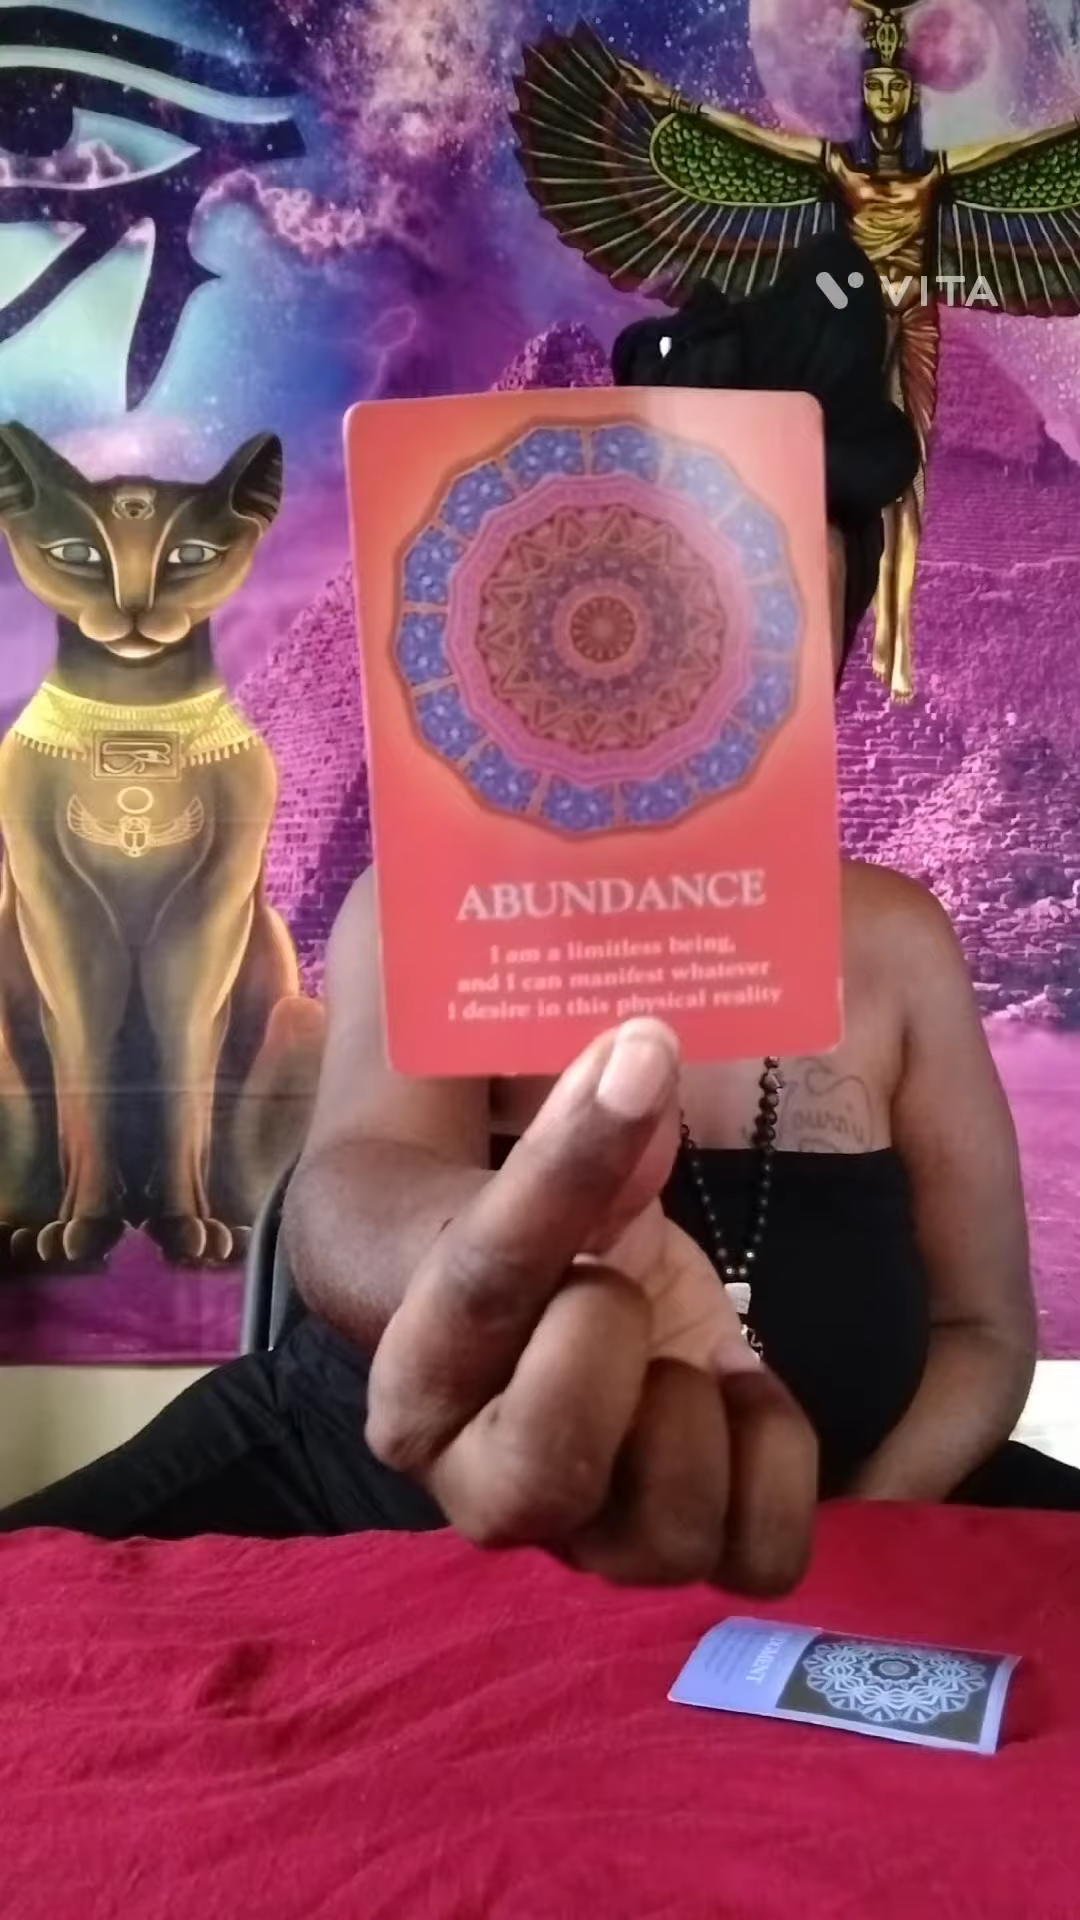 VITA
ABUNDANCE
I am a limitless being,
and I can manifest whatever
I desire in this physical reality